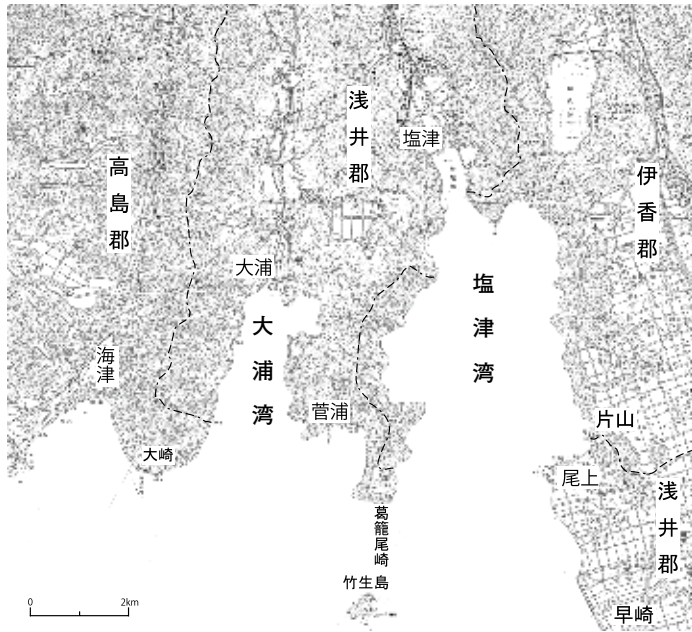 浅井郡
塩津
高島郡
伊香郡
大浦
塩津湾
大浦湾
海津
菅浦
片山
大崎
尾上
浅井郡
葛籠尾崎
竹生島
早崎
0 2km